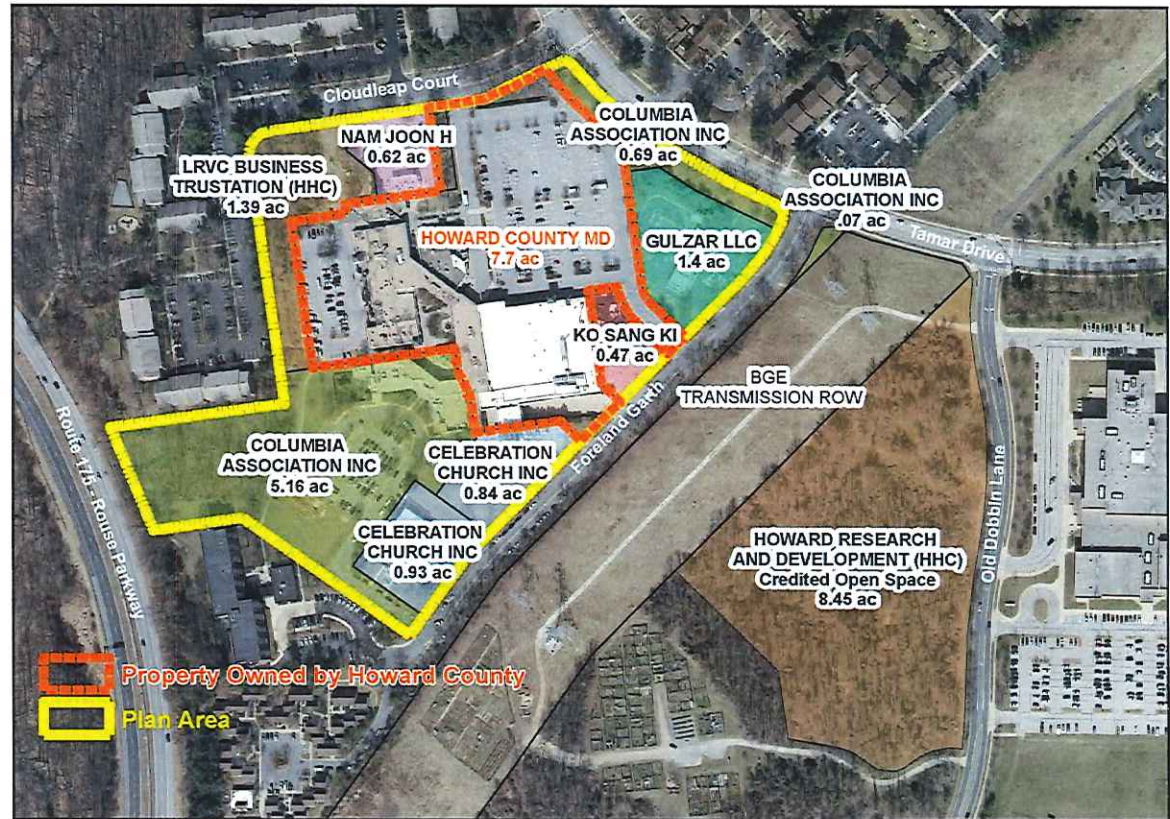 Cloudleap Court
NAM JOON H
0.62 ac
COLUMBIA
ASSOCIATION INC
0.69 ac
LRVC BUSINESS
TRUSTATION (HHC)
1.39 ac
COLUMBIA
ASSOCIATION INC
.07 ac
Tamar Drive
HOWARD COUNTY MD
7.7 ac
GULZAR LLC
1.4 ac
KO SANG KI
0.47 ac
BGE
TRANSMISSION ROW
Foreland Garth
Route 175 - Rouse Parkway
COLUMBIA
ASSOCIATION INC
5.16 ac
CELEBRATION
CHURCH INC
0.84 ac
CELEBRATION
CHURCH INC
0.93 ac
HOWARD RESEARCH
AND DEVELOPMENT (HHC)
Credited Open Space
8.45 ac
Old Dobbin Lane
Property Owned by Howard County
Plan Area